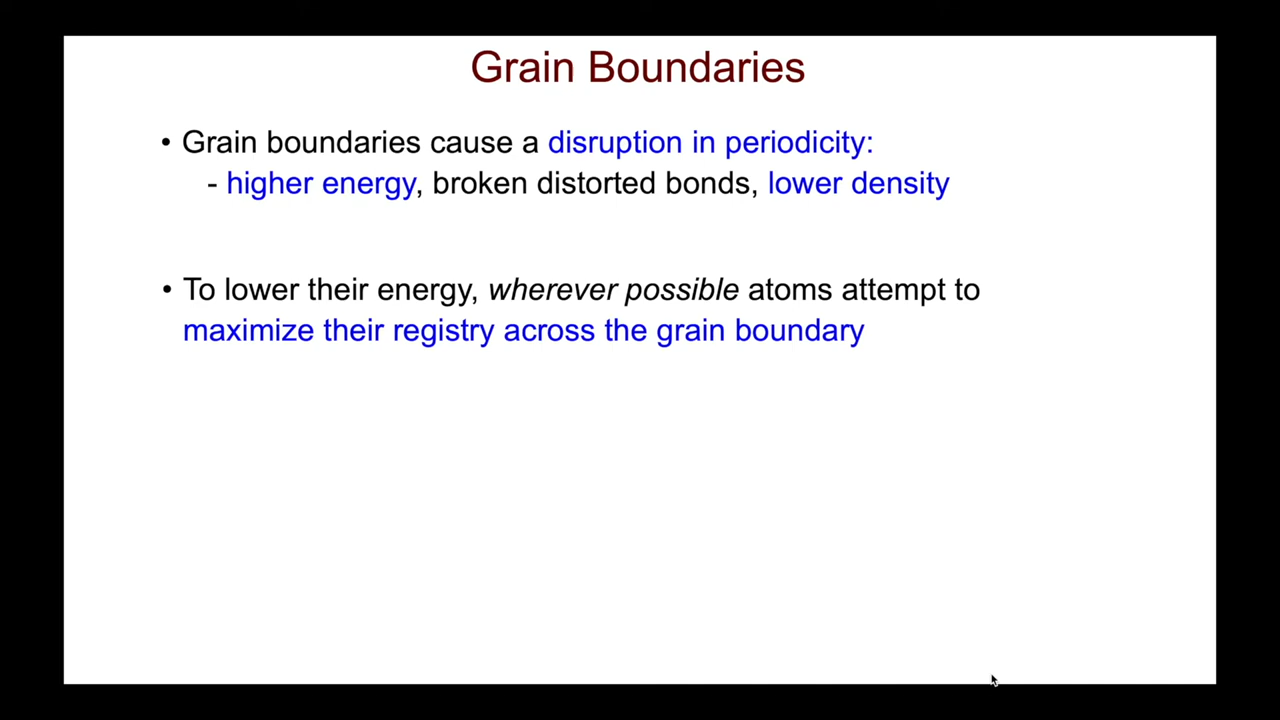 Grain Boundaries
• Grain boundaries cause a disruption in periodicity:
- higher energy, broken distorted bonds, lower density
• To lower their energy, wherever possible atoms attempt to
maximize their registry across the grain boundary